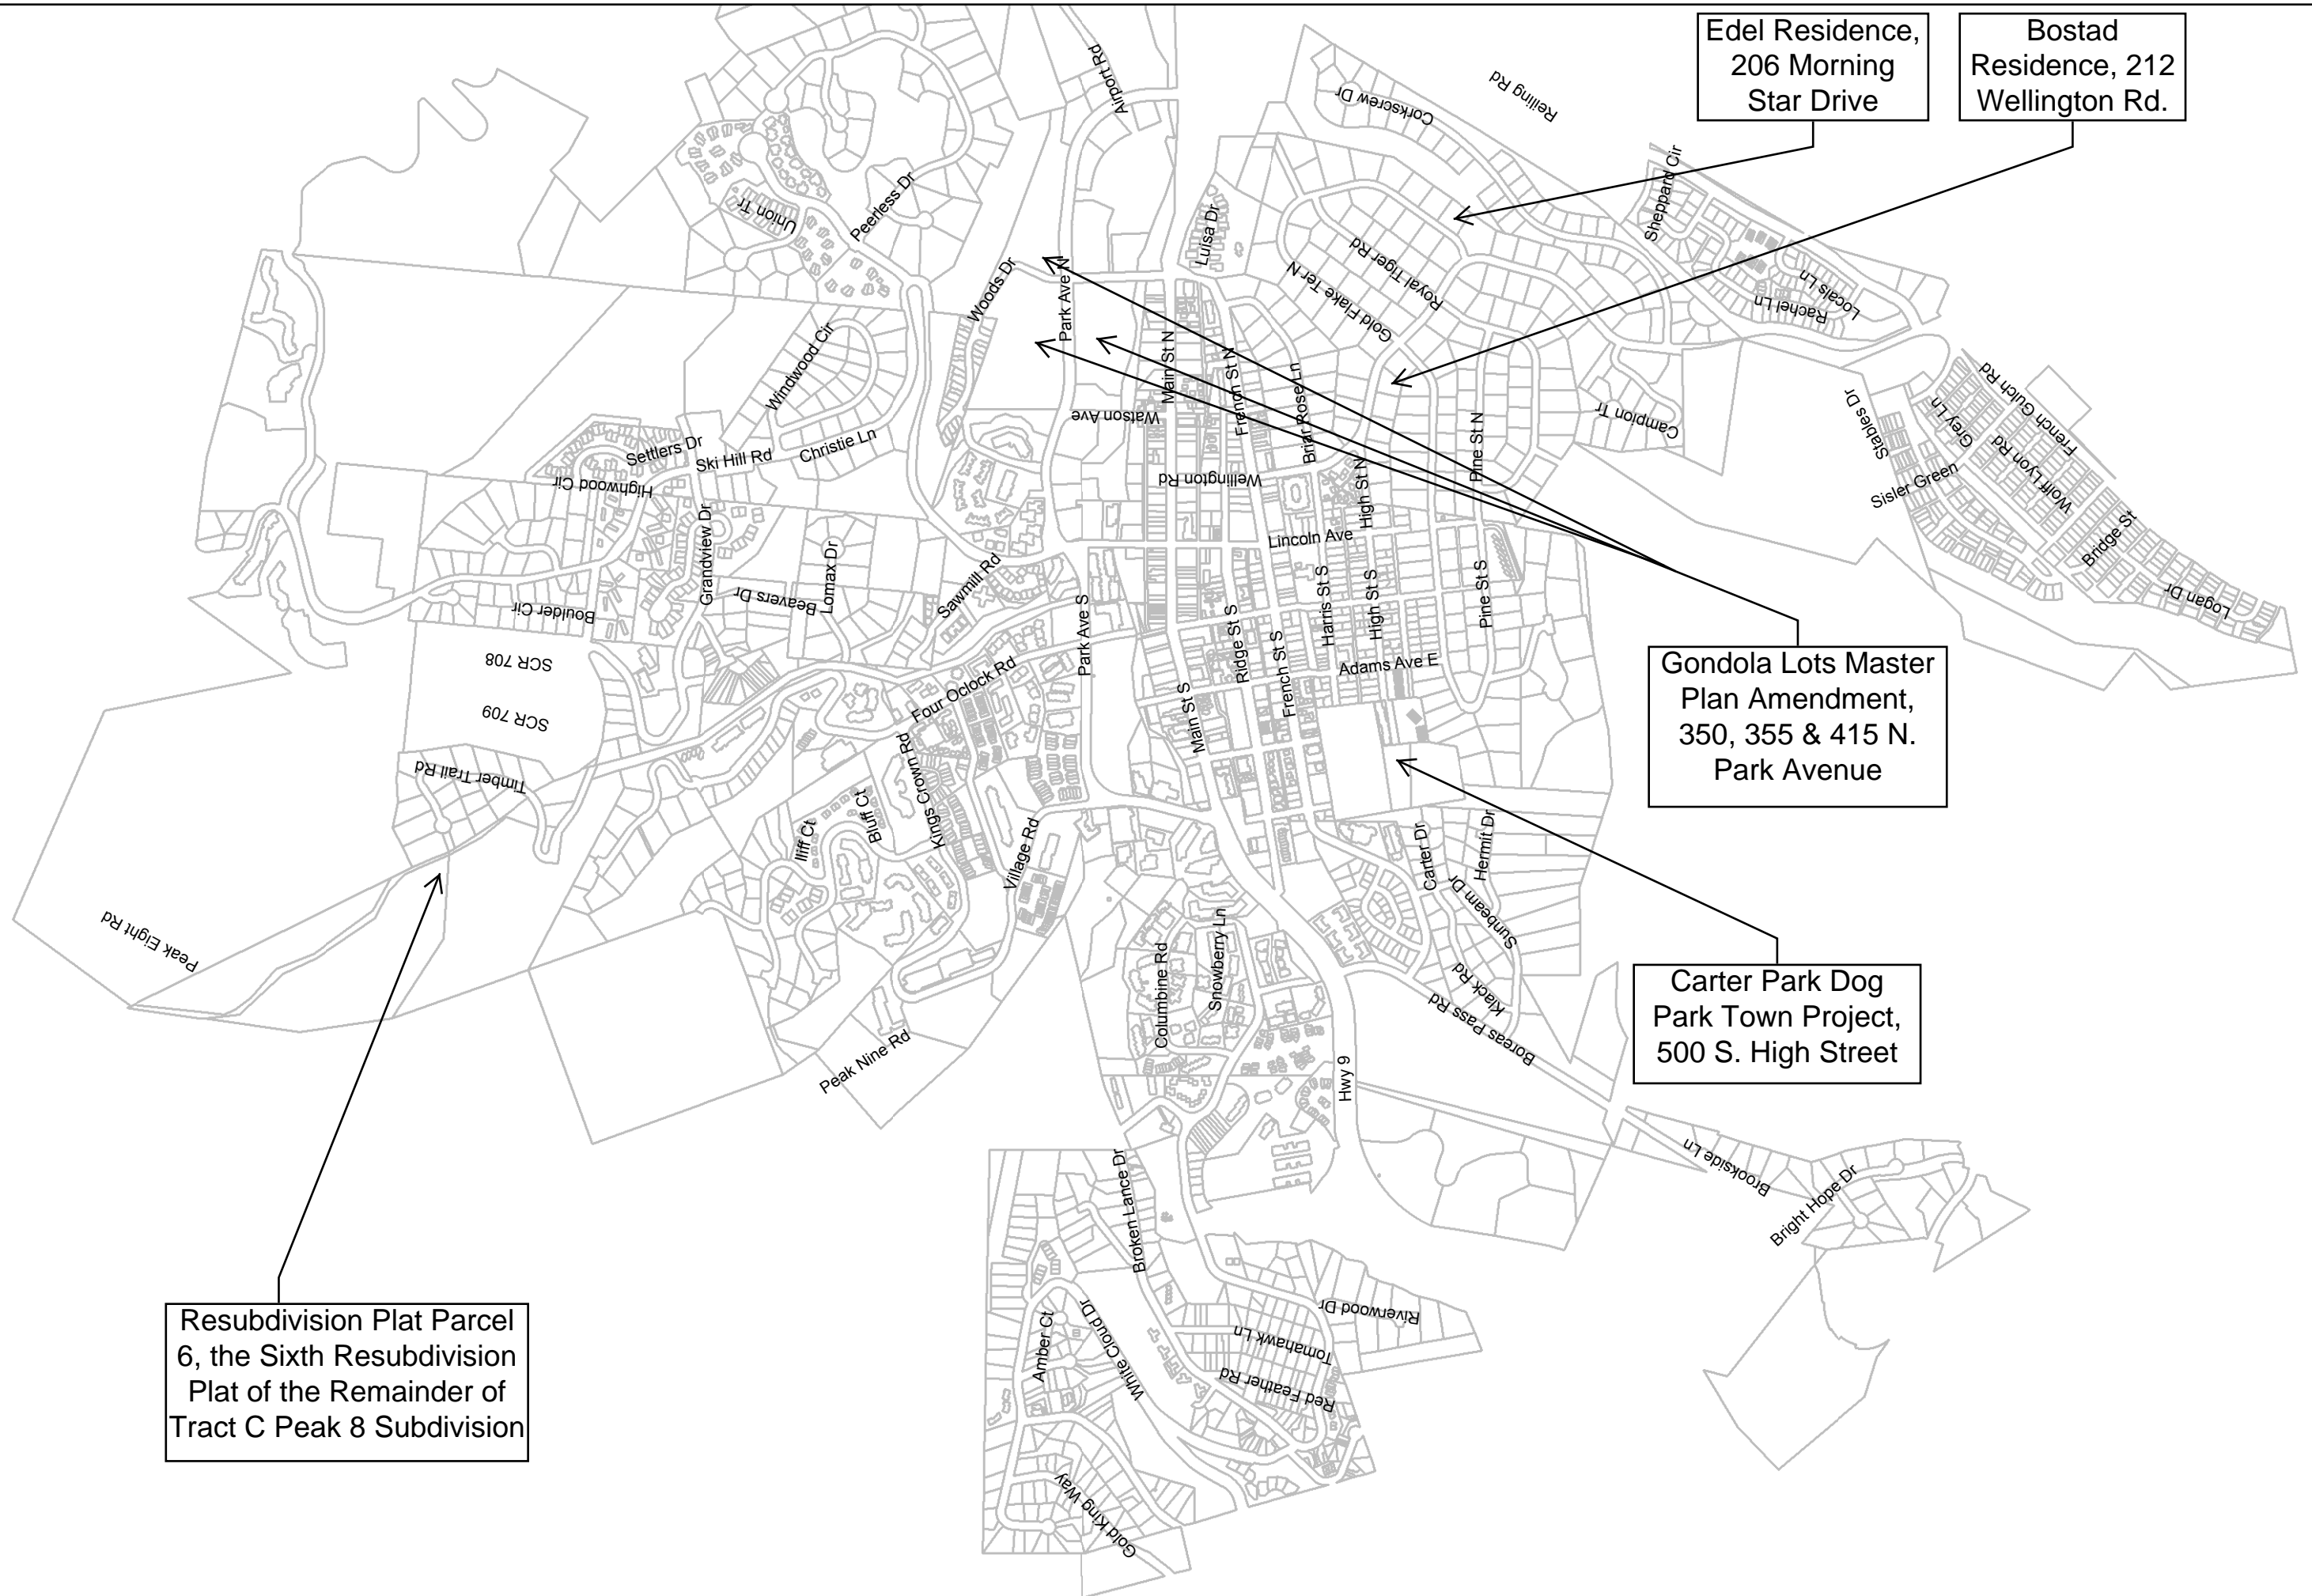 Edel Residence,
206 Morning
Star Drive
Bostad
Residence, 212
Wellington Rd.
Airport Rd
Reiling Rd
Corkscrew Dr
Sheppard Cir
Union Tr
Peerless Dr
Luisa Dr
Woods Dr
Park Ave N
Royal Tiger Rd
Gold Flake Ter N
Locals Ln
Rachel Ln
Windwood Cir
Main St N
French St N
Briar Rose Ln
French Gulch Rd
Campion Tr
Stables Dr
Grey Ln
Wolff Lyon Rd
Watson Ave
Settlers Dr
Ski Hill Rd
Christie Ln
Highwood Cir
Wellington Rd
High St N
Pine St N
Sisler Green
Bridge St
Logan Dr
Grandview Dr
Lomax Dr
Lincoln Ave
Beavers Dr
Boulder Cir
Sawmill Rd
Park Ave S
Ridge St S
Harris St S
High St S
Pine St S
SCR 708
SCR 709
Four Oclock Rd
French St S
Adams Ave E
Main St S
Gondola Lots Master
Plan Amendment,
350, 355 & 415 N.
Park Avenue
Timber Trail Rd
Kings Crown Rd
Bluff Ct
Iliff Ct
Village Rd
Carter Dr
Hermit Dr
Sunbeam Dr
Peak Eight Rd
Columbine Rd
Snowberry Ln
Klack Rd
Boreas Pass Rd
Carter Park Dog
Park Town Project,
500 S. High Street
Peak Nine Rd
Hwy 9
Brookside Ln
Bright Hope Dr
Broken Lance Dr
Riverwood Dr
Tomahawk Ln
Red Feather Rd
Amber Ct
White Cloud Dr
Gold King Way
Resubdivision Plat Parcel
6, the Sixth Resubdivision
Plat of the Remainder of
Tract C Peak 8 Subdivision